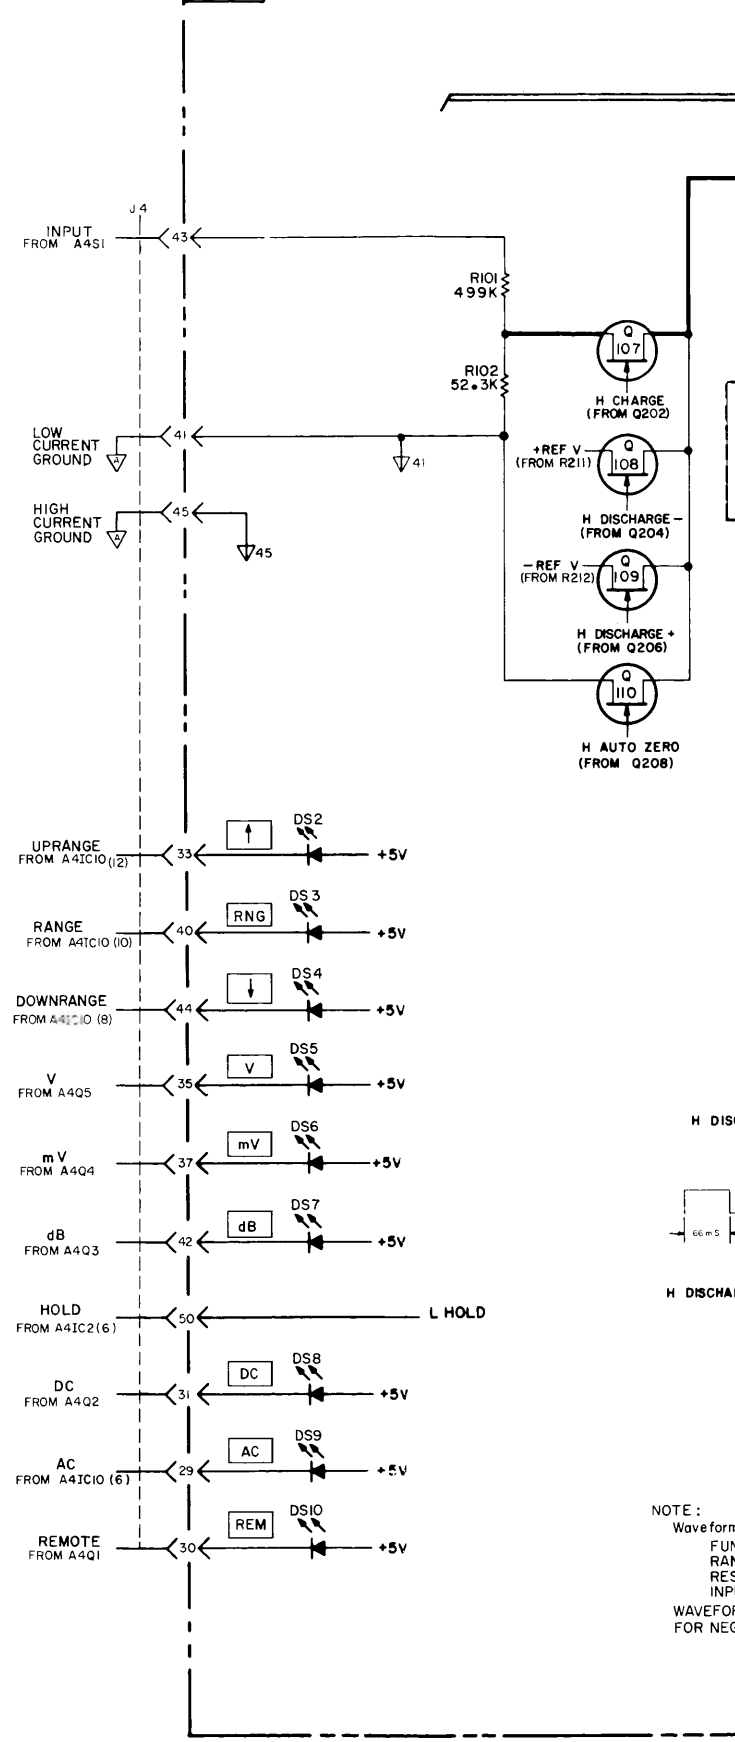 J4
INPUT
FROM A4S1
43
R101
499K
Q
107
R102
52.3K
H CHARGE
(FROM Q202)
LOW
CURRENT
GROUND
A
41
41
+REF V
(FROM R211)
Q
108
HIGH
CURRENT
GROUND
A
45
45
H DISCHARGE-
(FROM Q204)
-REF V
(FROM R212)
Q
109
H DISCHARGE+
(FROM Q206)
Q
110
H AUTO ZERO
(FROM Q208)
UPRANGE
FROM A4IC10(12)
33
↑
DS2
+5V
RANGE
FROM A4IC10(10)
40
RNG
DS3
+5V
DOWNRANGE
FROM A4IC10(8)
44
↓
DS4
+5V
V
FROM A4Q5
35
V
DS5
+5V
mV
FROM A4Q4
37
mV
DS6
+5V
H DIS
dB
FROM A4Q3
42
dB
DS7
+5V
66mS
H DISCHA
HOLD
FROM A4IC2(6)
50
L HOLD
DC
FROM A4Q2
31
DC
DS8
+5V
AC
FROM A4IC10(6)
29
AC
DS9
+5V
REMOTE
FROM A4Q1
30
REM
DS10
+5V
NOTE:
Waveform
FUN
RAN
RES
INP
WAVEFOR
FOR NEG